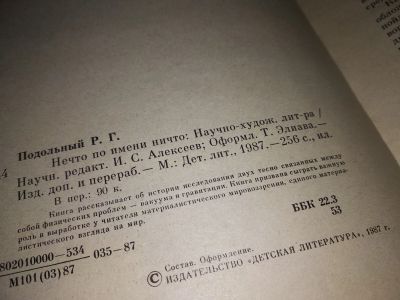 Подольный Р. Г.
Нечто по имени ничто: Научно-худож. лит-ра /
Научн. редакт. И. С. Алексеев; Оформл. Т. Элиава.—
Изд. доп. и перераб.— М.: Дет. лит., 1987.—256 с., ил.
В пер.: 90 к.
Книга рассказывает об истории исследования двух тесно связанных между
собой физических проблем — вакуума и гравитации. Книга призвана сыграть важную
роль в выработке у читателя материалистического мировоззрения, единого материа-
листического взгляда на мир.
802010000—534
М101(03)87
035—87
ББК 22.3
53
© Состав. Оформление.
ИЗДАТЕЛЬСТВО «ДЕТСКАЯ ЛИТЕРАТУРА», 1987 г.